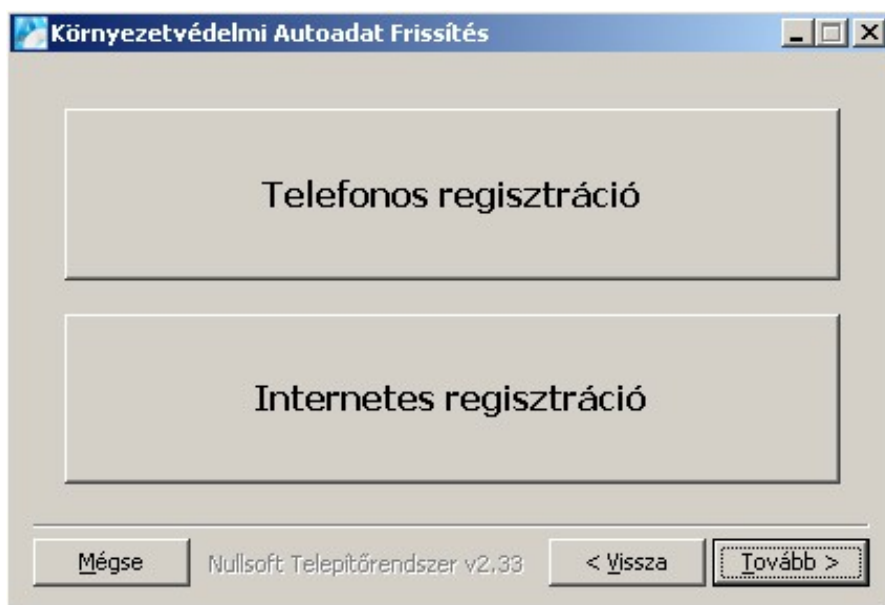 Környezetvédelmi Autoadat Frissítés
Telefonos regisztráció
Internetes regisztráció
Mégse
Nullsoft Telepítőrendszer v2.33
< Vissza
Tovább >